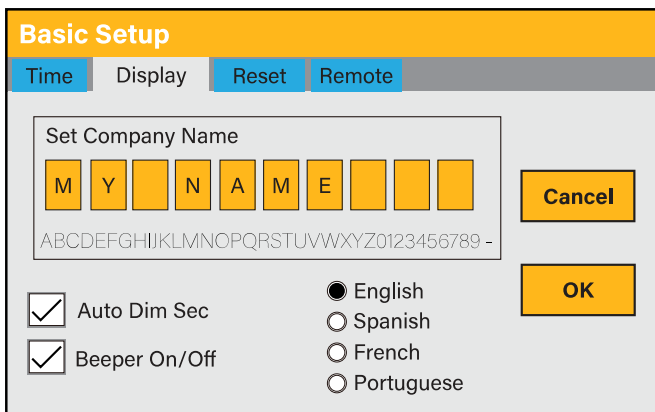 Basic Setup
Time Display Reset Remote
Set Company Name
M Y N A M E
ABCDEFGHIJKLMNOPQRSTUVWXYZ0123456789 -
Cancel
Auto Dim Sec
Beeper On/Off
English
Spanish
French
Portuguese
OK